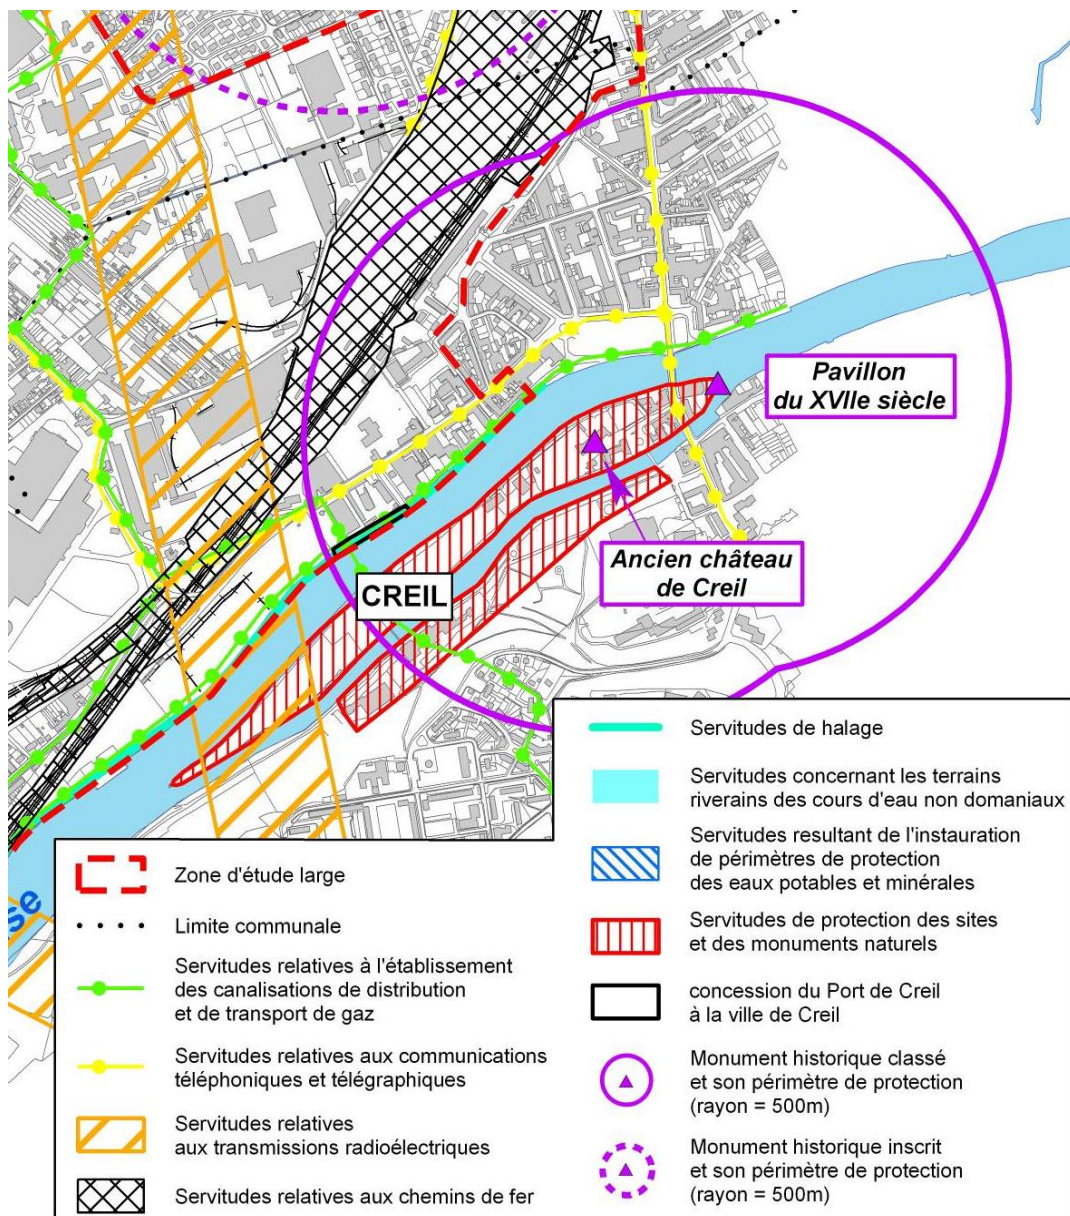 Pavillon
du XVIIe siècle
Ancien château
de Creil
CREIL
se
Zone d'étude large
Limite communale
Servitudes relatives à l'établissement
des canalisations de distribution
et de transport de gaz
Servitudes relatives aux communications
téléphoniques et télégraphiques
Servitudes relatives
aux transmissions radioélectriques
Servitudes relatives aux chemins de fer
Servitudes de halage
Servitudes concernant les terrains
riverains des cours d'eau non domaniaux
Servitudes resultant de l'instauration
de périmètres de protection
des eaux potables et minérales
Servitudes de protection des sites
et des monuments naturels
concession du Port de Creil
à la ville de Creil
Monument historique classé
et son périmètre de protection
(rayon = 500m)
Monument historique inscrit
et son périmètre de protection
(rayon = 500m)